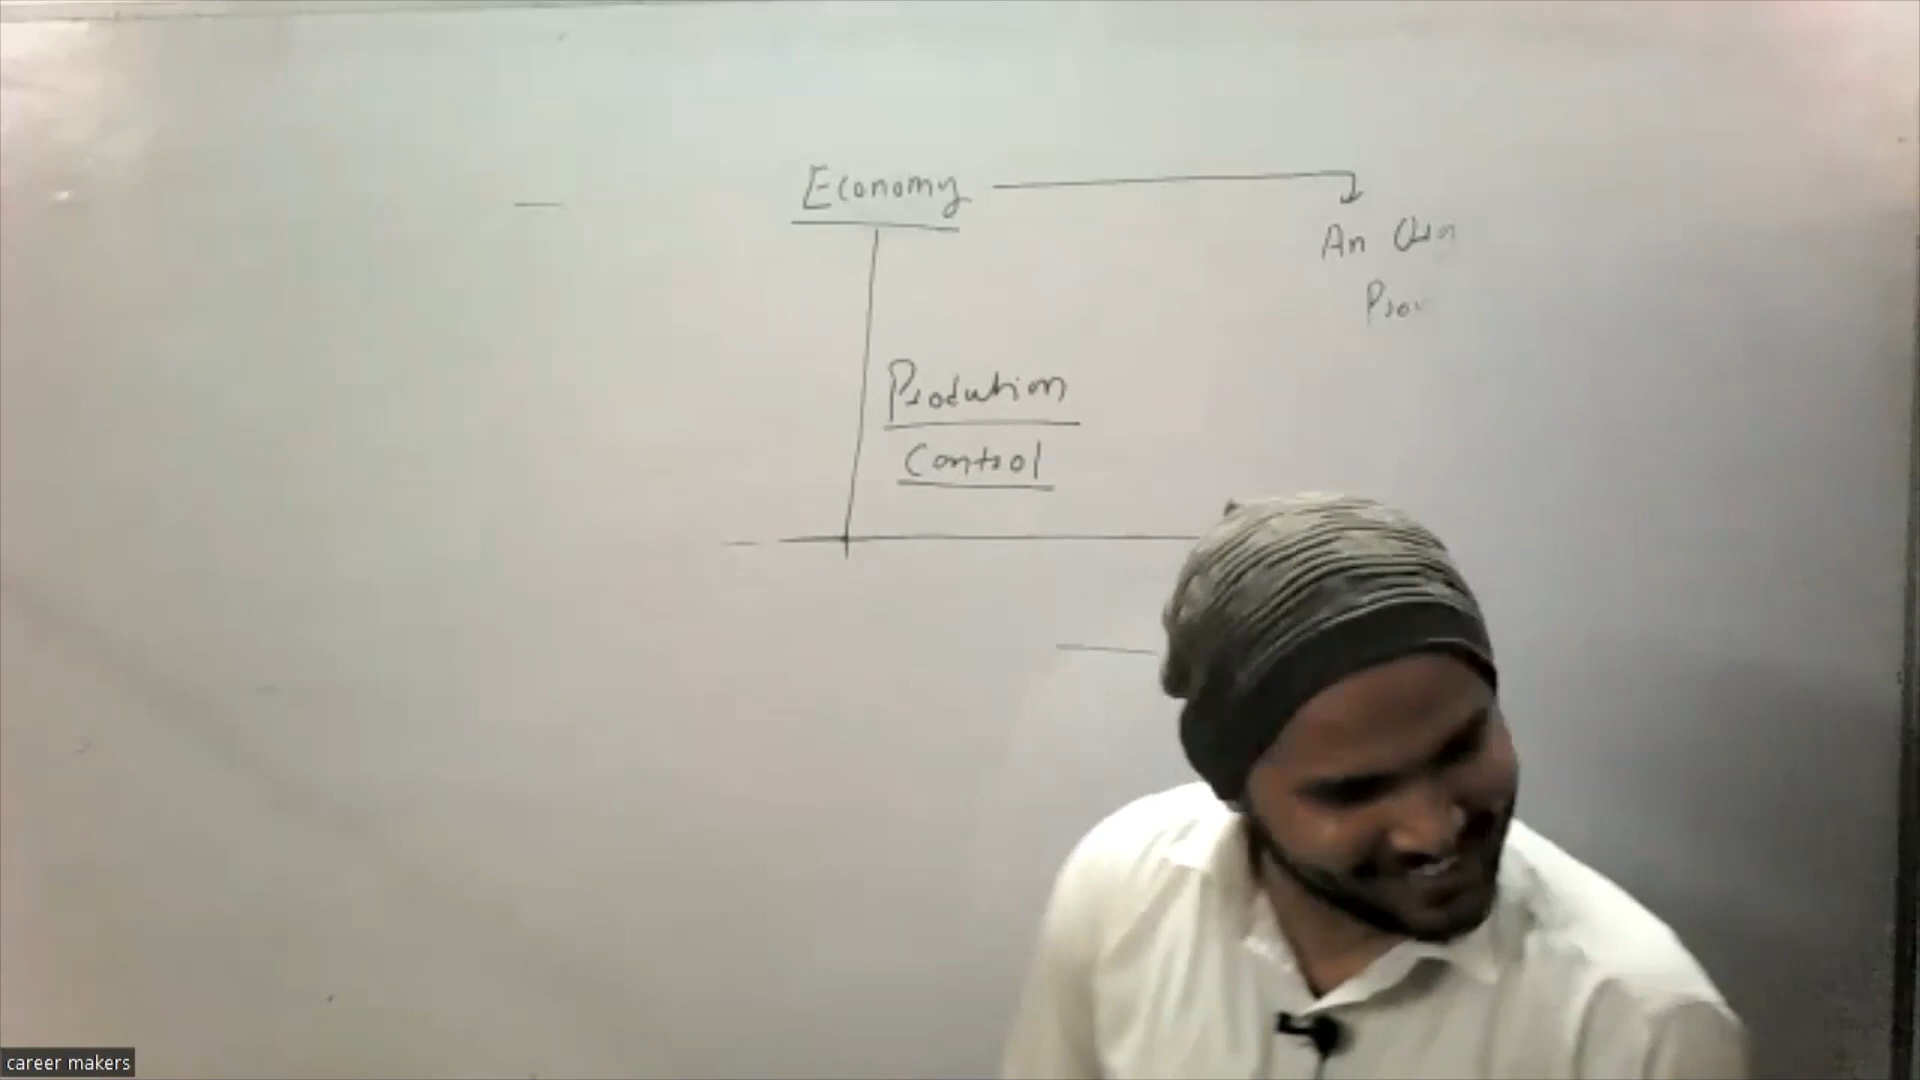 Economy
An
Prodution
Control
career makers